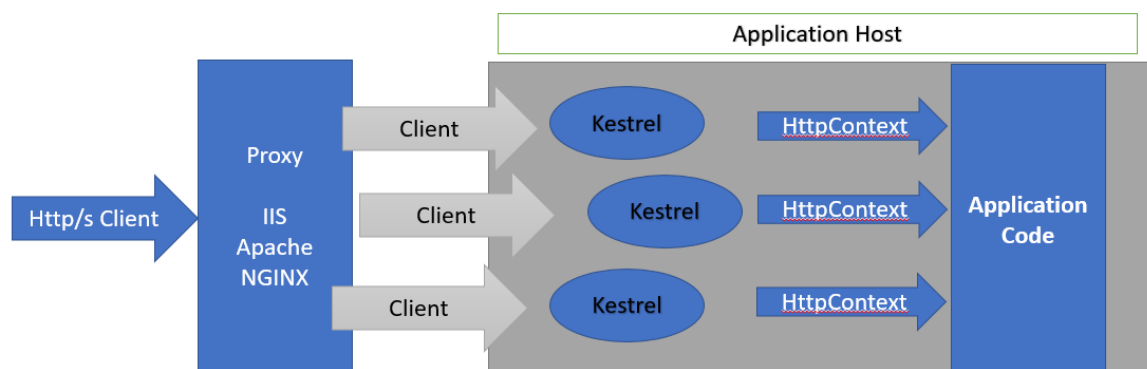 Application Host
Http/s Client
Proxy
IIS
Apache
NGINX
Client
Kestrel
HttpContext
Client
Kestrel
HttpContext
Client
Kestrel
HttpContext
Application
Code